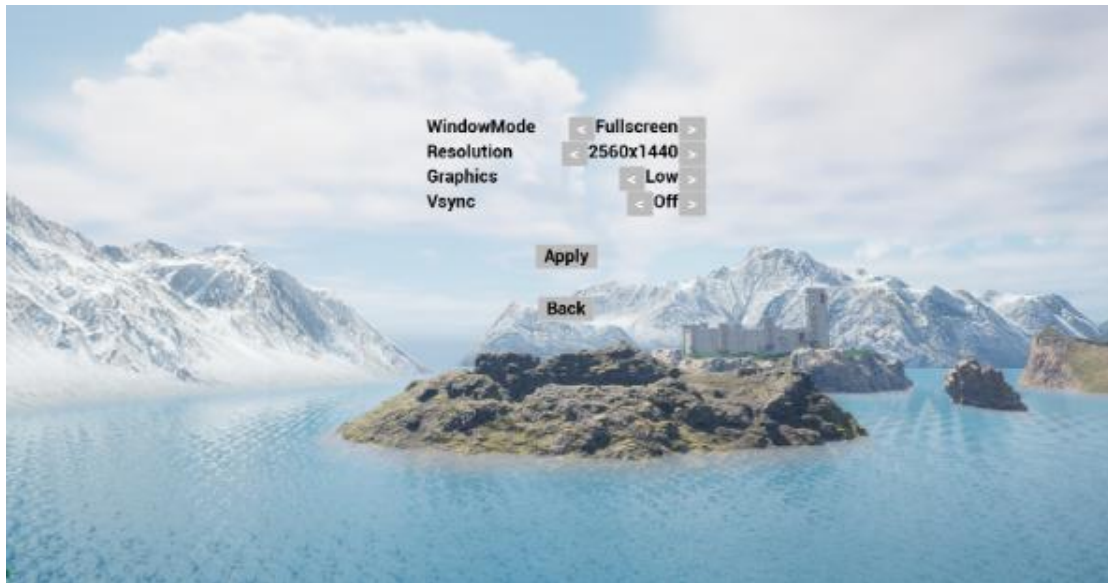 WindowMode < Fullscreen >
Resolution < 2560x1440 >
Graphics < Low >
Vsync < Off >
Apply
Back